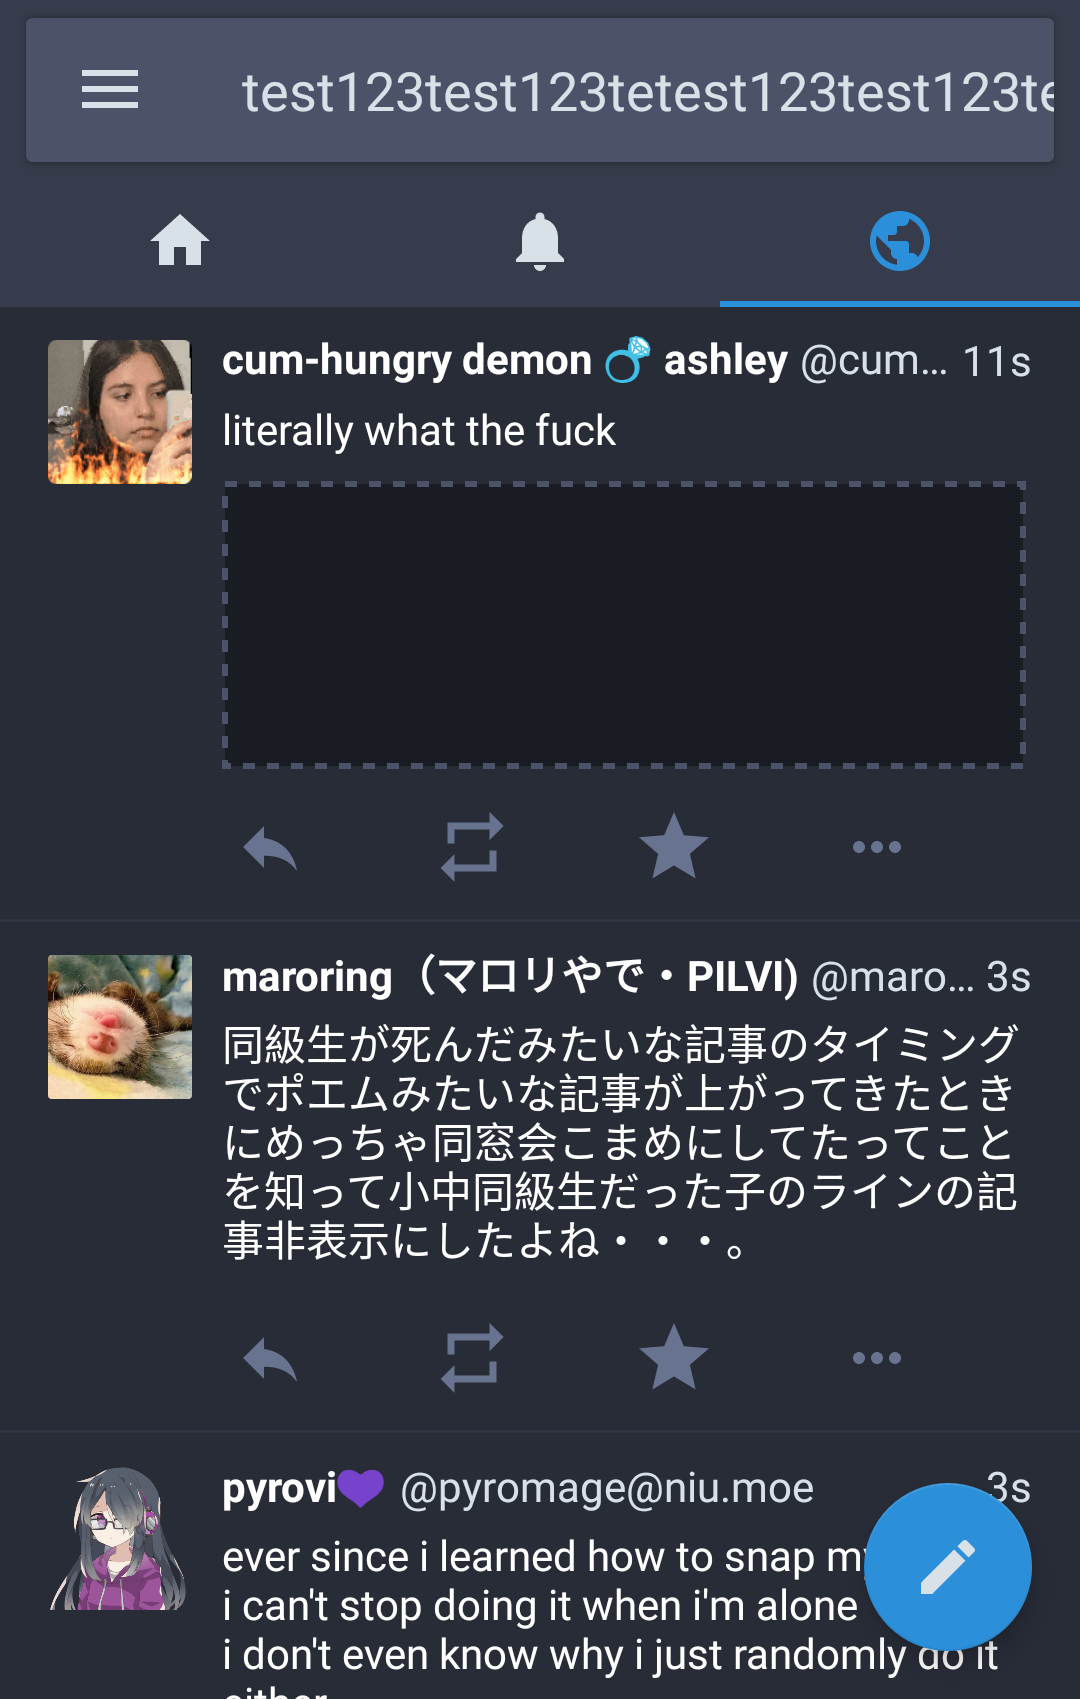 test123test123tetest123test123te
cum-hungry demon 💍 ashley @cum… 11s
literally what the fuck
maroring（マロリやで・PILVI) @maro… 3s
同級生が死んだみたいな記事のタイミング
でポエムみたいな記事が上がってきたとき
にめっちゃ同窓会こまめにしてたってこと
を知って小中同級生だった子のラインの記
事非表示にしたよね・・・。
pyrovi💜 @pyromage@niu.moe 3s
ever since i learned how to snap my
i can't stop doing it when i'm alone
i don't even know why i just randomly do it
either